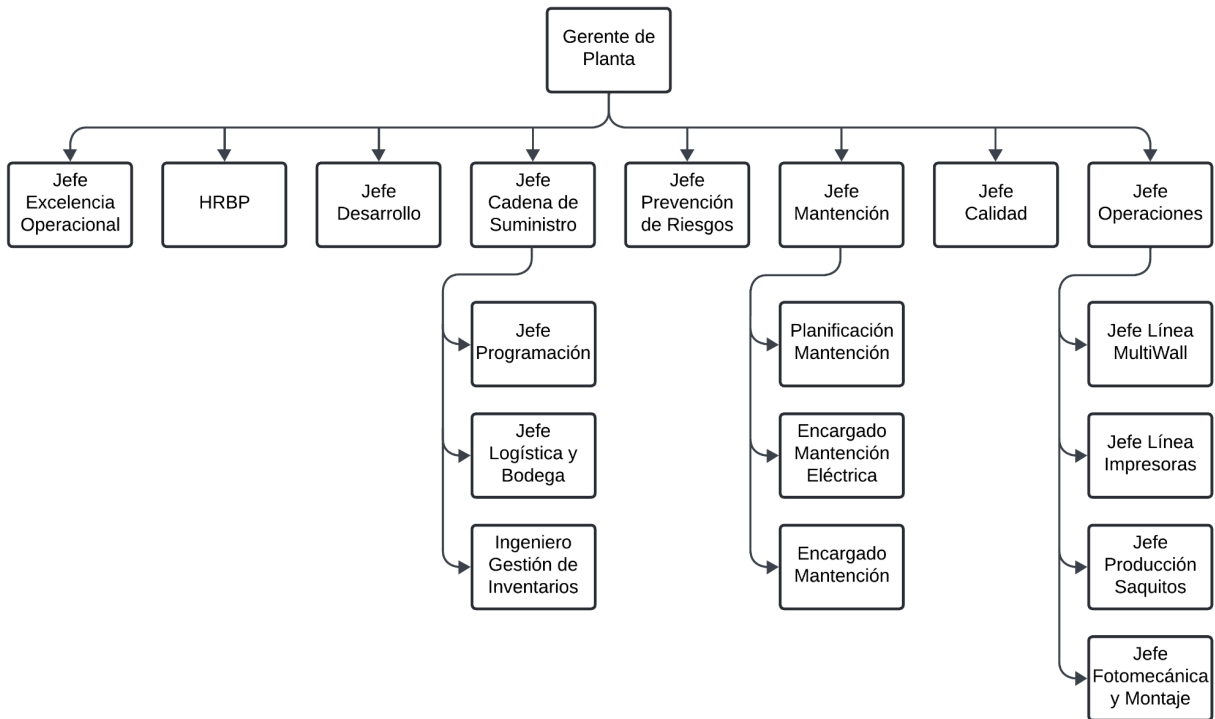 Gerente de
Planta
Jefe
Excelencia
Operacional
HRBP
Jefe
Desarrollo
Jefe
Cadena de
Suministro
Jefe
Prevención
de Riesgos
Jefe
Mantención
Jefe
Calidad
Jefe
Operaciones
Jefe
Programación
Jefe
Logística y
Bodega
Ingeniero
Gestión de
Inventarios
Planificación
Mantención
Encargado
Mantención
Eléctrica
Encargado
Mantención
Jefe Línea
MultiWall
Jefe Línea
Impresoras
Jefe
Producción
Saquitos
Jefe
Fotomecánica
y Montaje